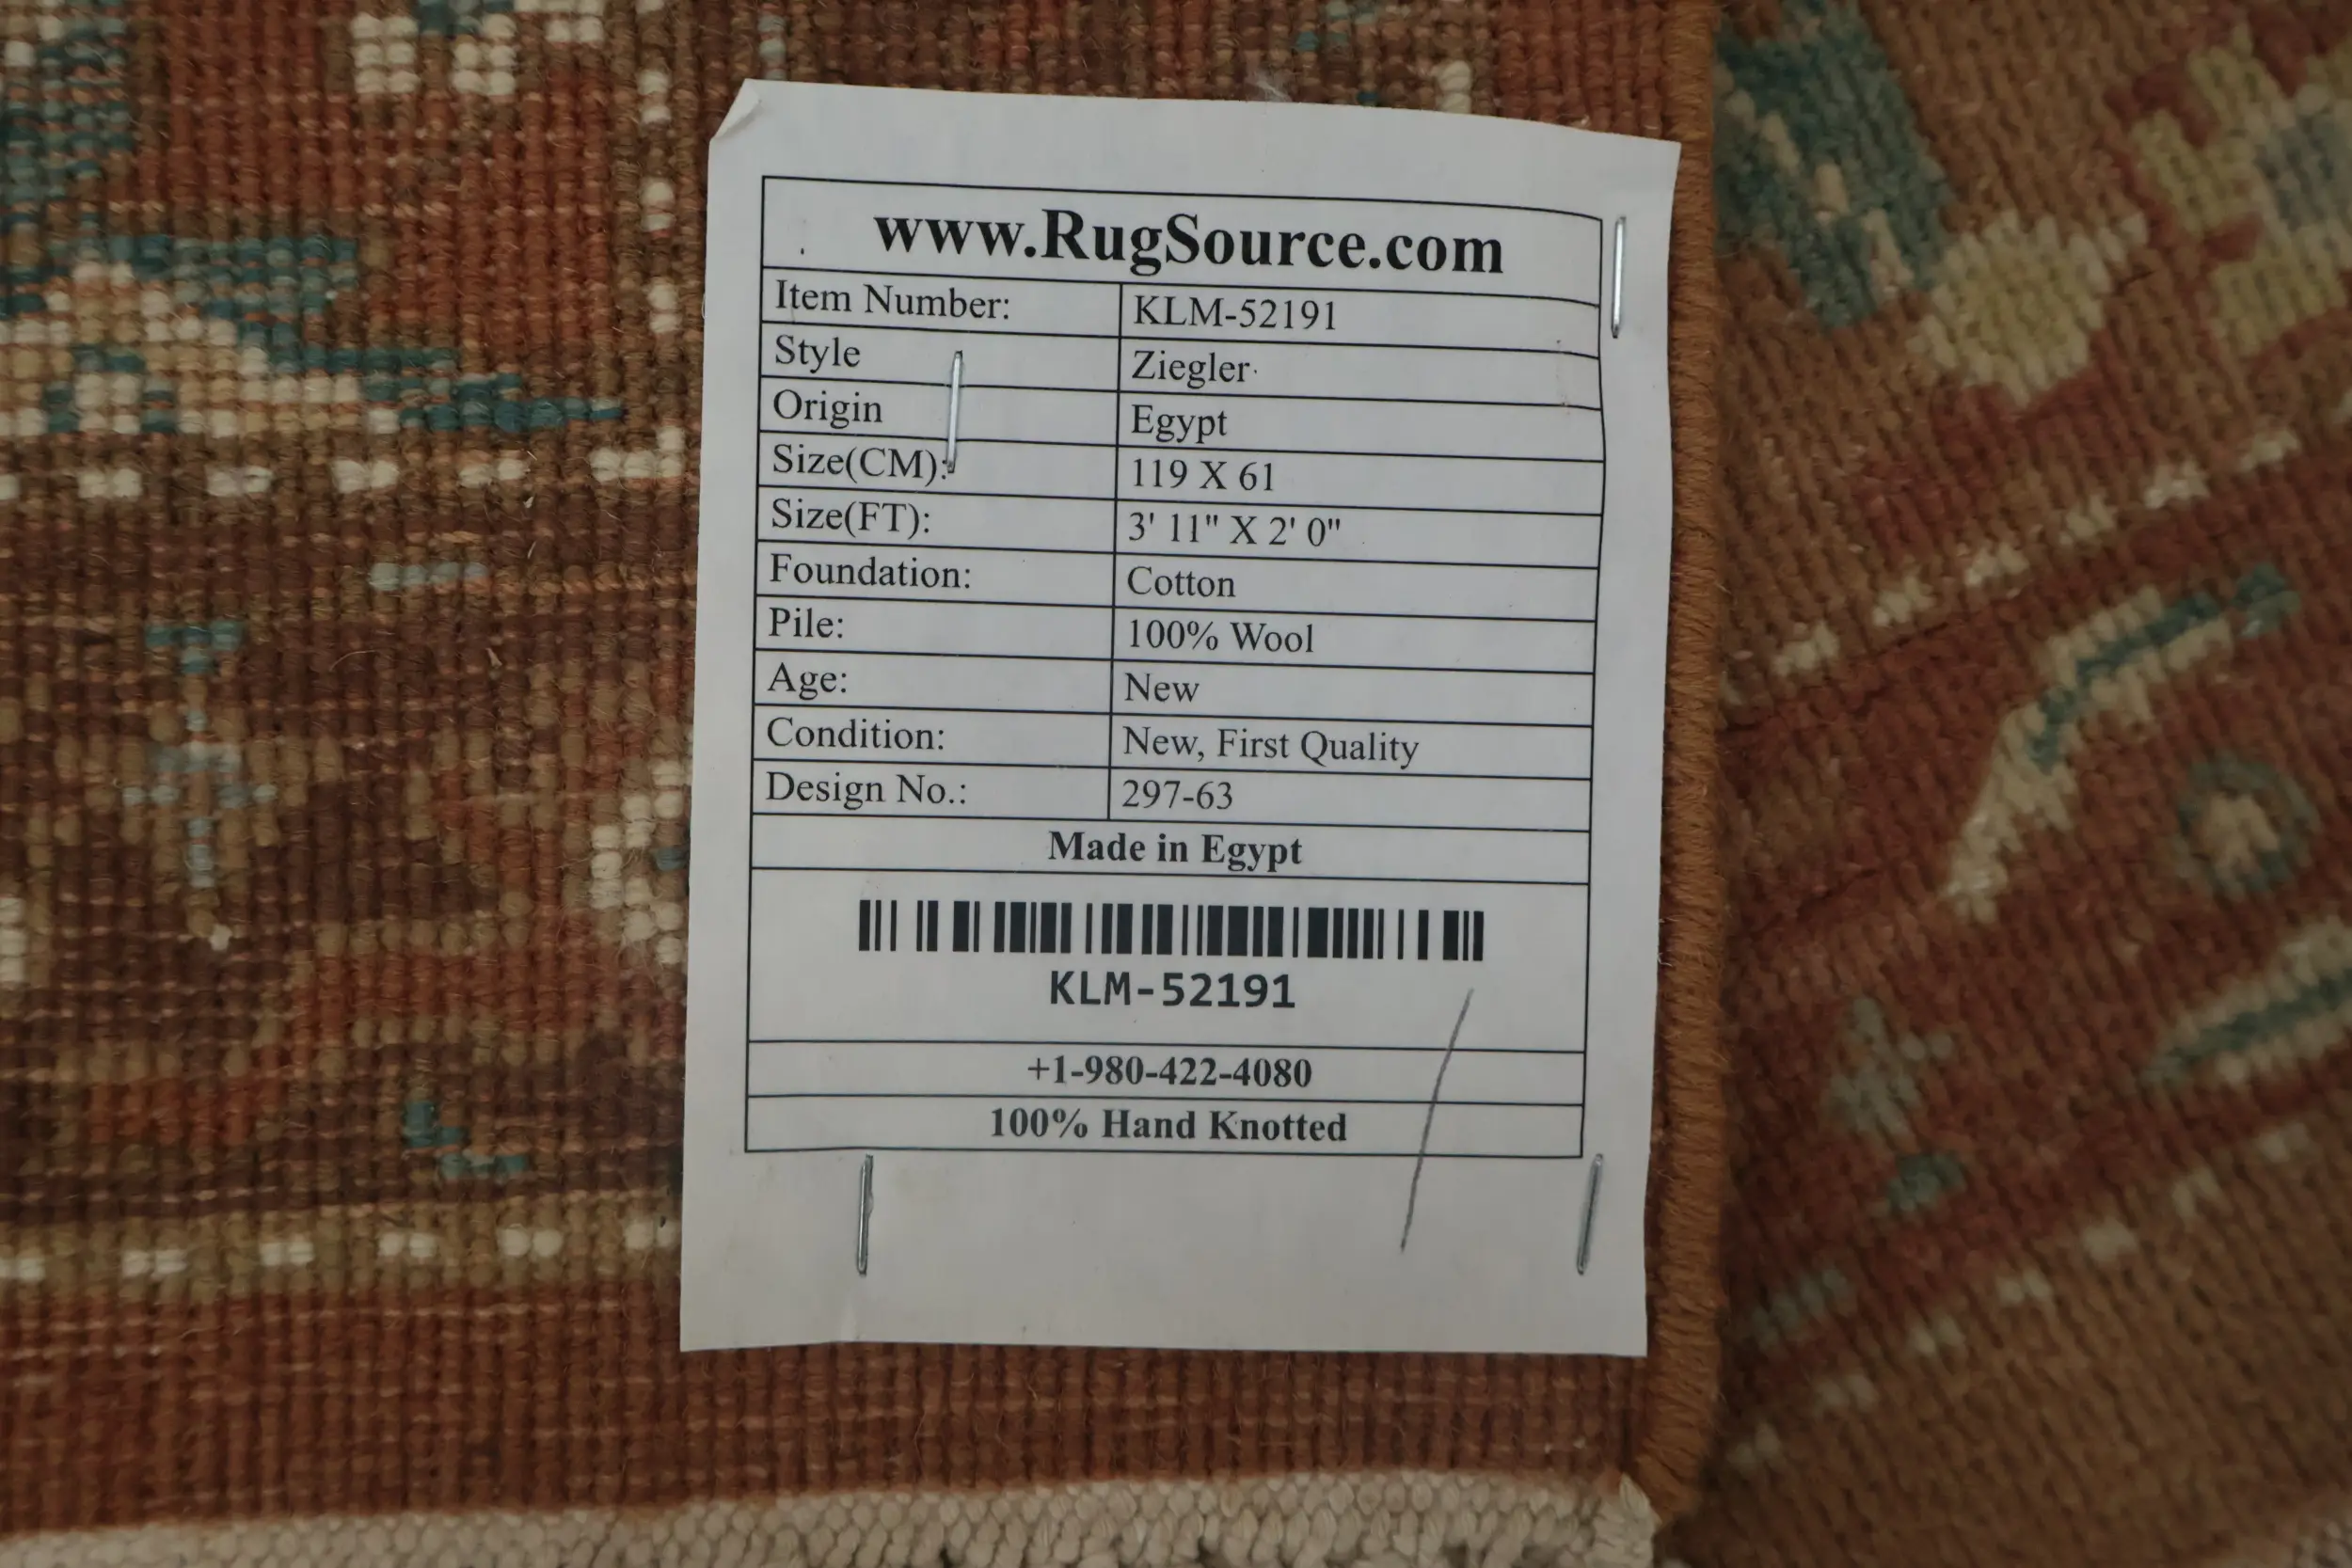 www.RugSource.com
Item Number: KLM-52191
Style Ziegler
Origin Egypt
Size(CM): 119 X 61
Size(FT): 3' 11" X 2' 0"
Foundation: Cotton
Pile: 100% Wool
Age: New
Condition: New, First Quality
Design No.: 297-63
Made in Egypt
KLM-52191
+1-980-422-4080
100% Hand Knotted